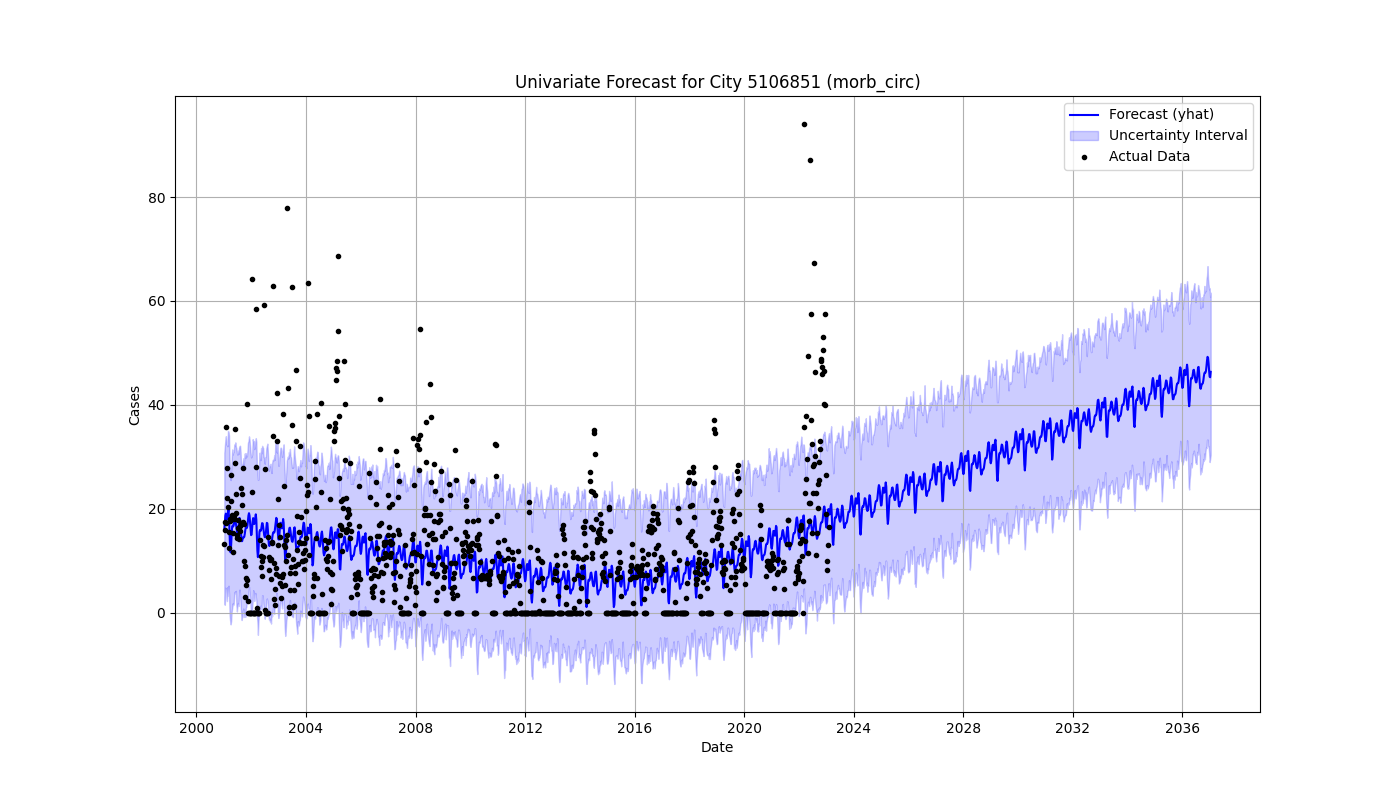 Univariate Forecast for City 5106851 (morb_circ)
Forecast (yhat)
Uncertainty Interval
Actual Data
Cases
80
60
40
20
0
2000 2004 2008 2012 2016 2020 2024 2028 2032 2036
Date